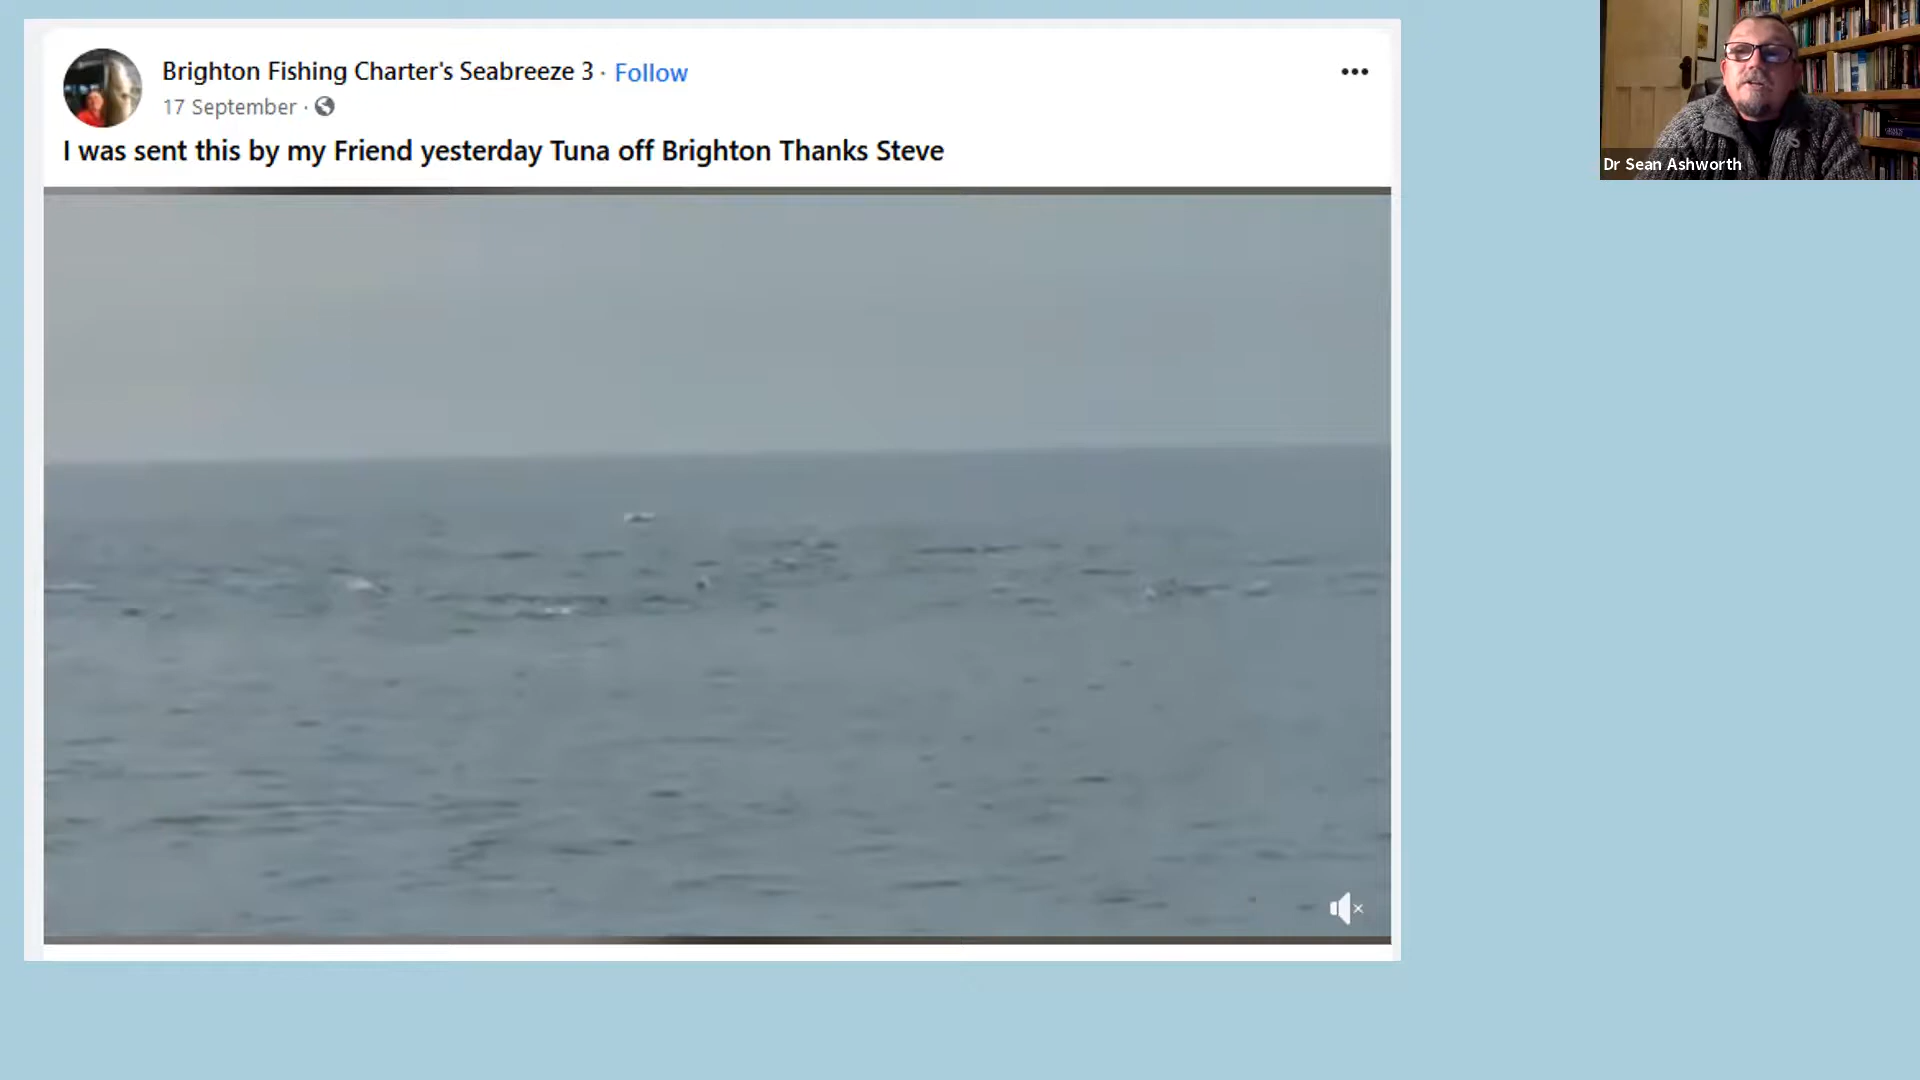 Brighton Fishing Charter's Seabreeze 3 · Follow
17 September ·
I was sent this by my Friend yesterday Tuna off Brighton Thanks Steve
Dr Sean Ashworth